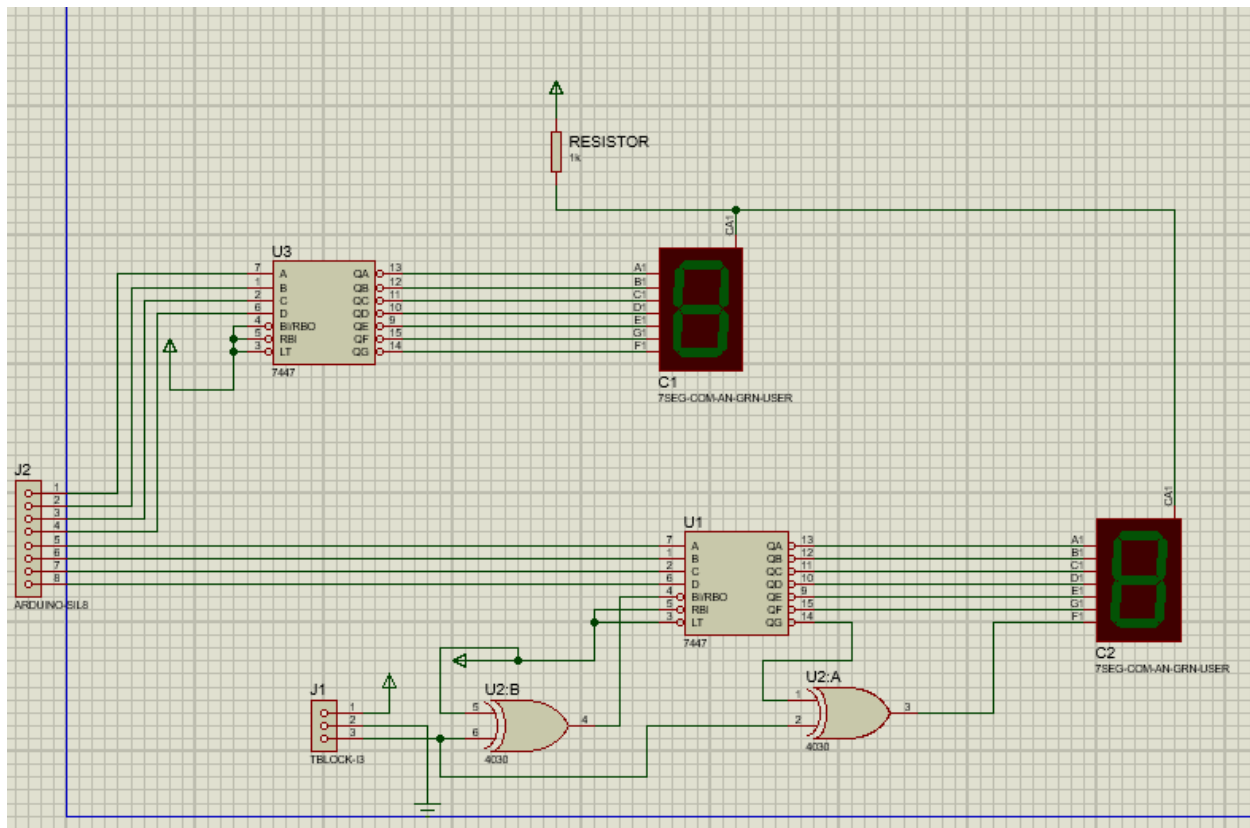 RESISTOR
1k
CA1
U3
7 A QA 13 A1
1 B QB 12 B1
2 C QC 11 C1
6 D QD 10 D1
4 BI/RBO QE 9 E1
5 RBI QF 15 G1
3 LT QG 14 F1
7447
C1
7SEG-COM-AN-GRN-USER
J2
1
2
3
4
5
6
7
8
ARDUINO-SIL8
CA1
U1
7 A QA 13 A1
1 B QB 12 B1
2 C QC 11 C1
6 D QD 10 D1
4 BI/RBO QE 9 E1
5 RBI QF 15 G1
3 LT QG 14 F1
7447
C2
7SEG-COM-AN-GRN-USER
J1
1
2
3
TBLOCK-I3
U2:B
5
6
4
4030
U2:A
1
2
3
4030